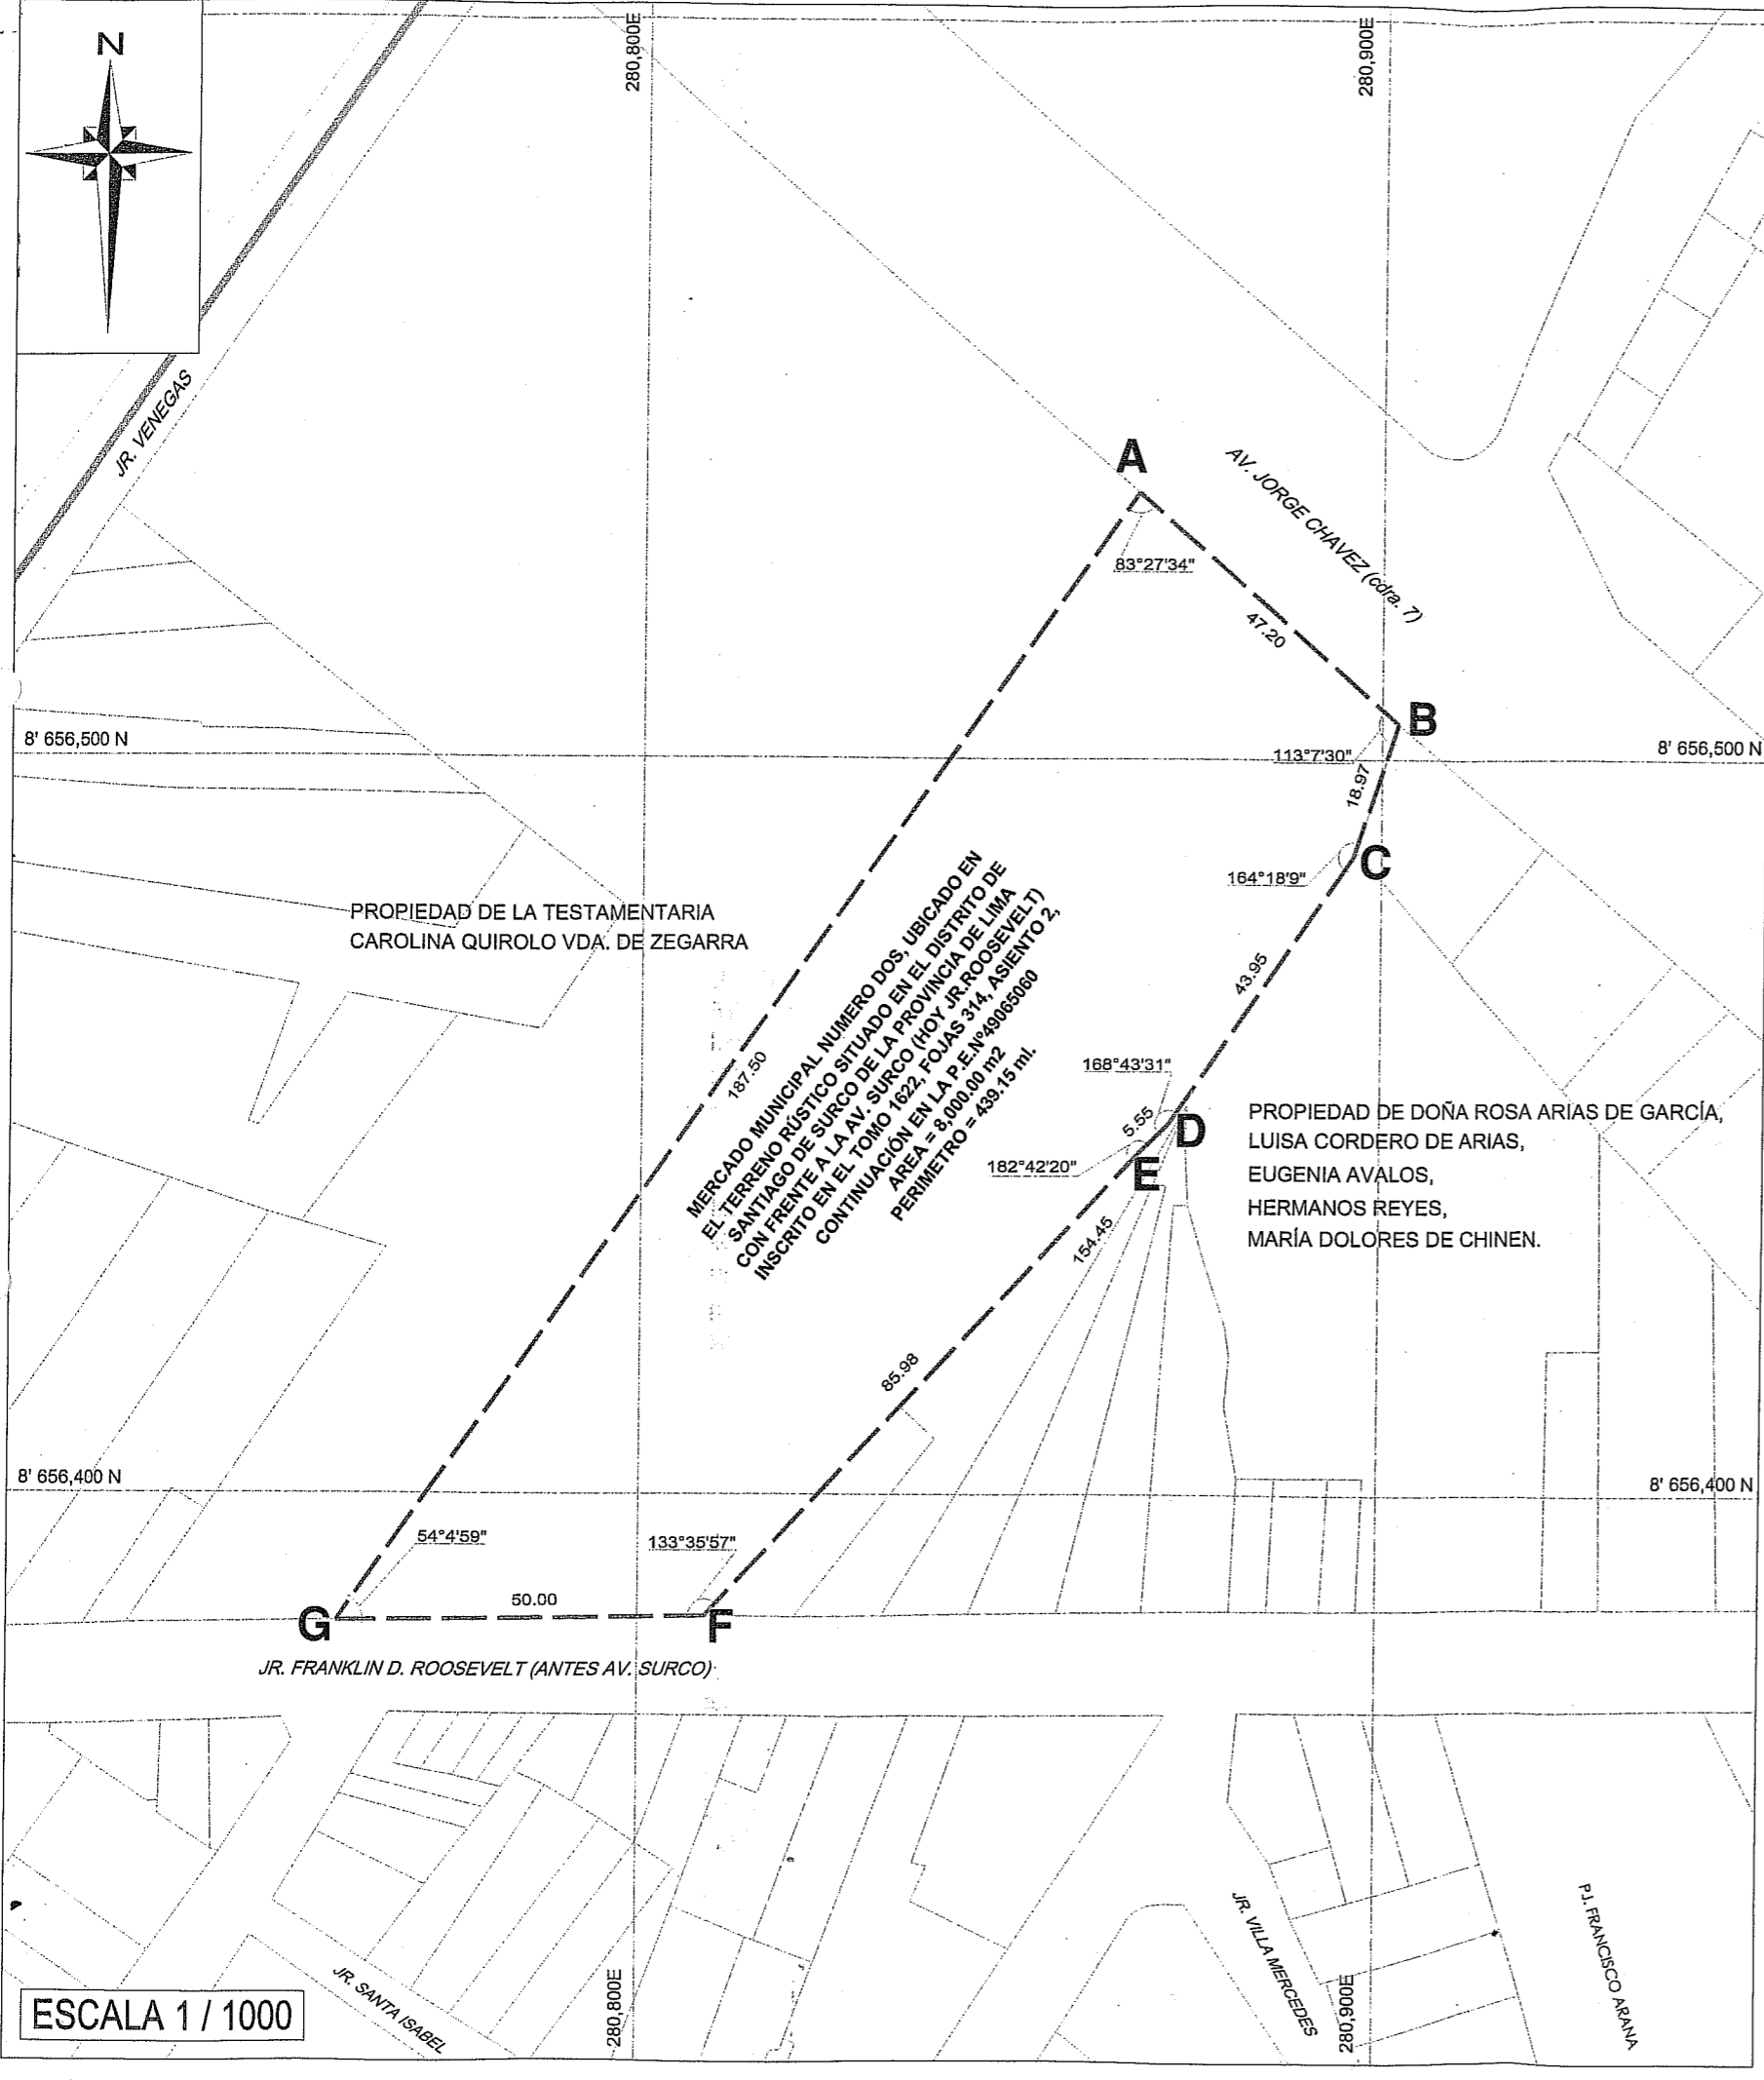 N
280,800E
280,900E
JR. VENEGAS
A
AV. JORGE CHAVEZ (cdra. 7)
83°27'34"
47.20
B
8' 656,500 N
8' 656,500 N
113°7'30"
18.97
C
164°18'9"
PROPIEDAD DE LA TESTAMENTARIA
CAROLINA QUIROLO VDA. DE ZEGARRA
MERCADO MUNICIPAL NUMERO DOS, UBICADO EN
EL TERRENO RÚSTICO SITUADO EN EL DISTRITO DE
SANTIAGO DE SURCO DE LA PROVINCIA DE LIMA
CON FRENTE A LA AV. SURCO (HOY JR.ROOSEVELT)
INSCRITO EN EL TOMO 1622, FOJAS 314, ASIENTO 2,
CONTINUACIÓN EN LA P.E.Nº49065060
AREA = 8,000.00 m2
PERIMETRO = 439.15 ml.
43.95
187.50
168°43'31"
5.55
D
182°42'20"
E
PROPIEDAD DE DOÑA ROSA ARIAS DE GARCÍA,
LUISA CORDERO DE ARIAS,
EUGENIA AVALOS,
HERMANOS REYES,
MARÍA DOLORES DE CHINEN.
154.45
85.98
8' 656,400 N
8' 656,400 N
54°4'59"
133°35'57"
50.00
G
F
JR. FRANKLIN D. ROOSEVELT (ANTES AV. SURCO)
JR. SANTA ISABEL
JR. VILLA MERCEDES
PJ. FRANCISCO ARANA
280,800E
280,900E
ESCALA 1 / 1000